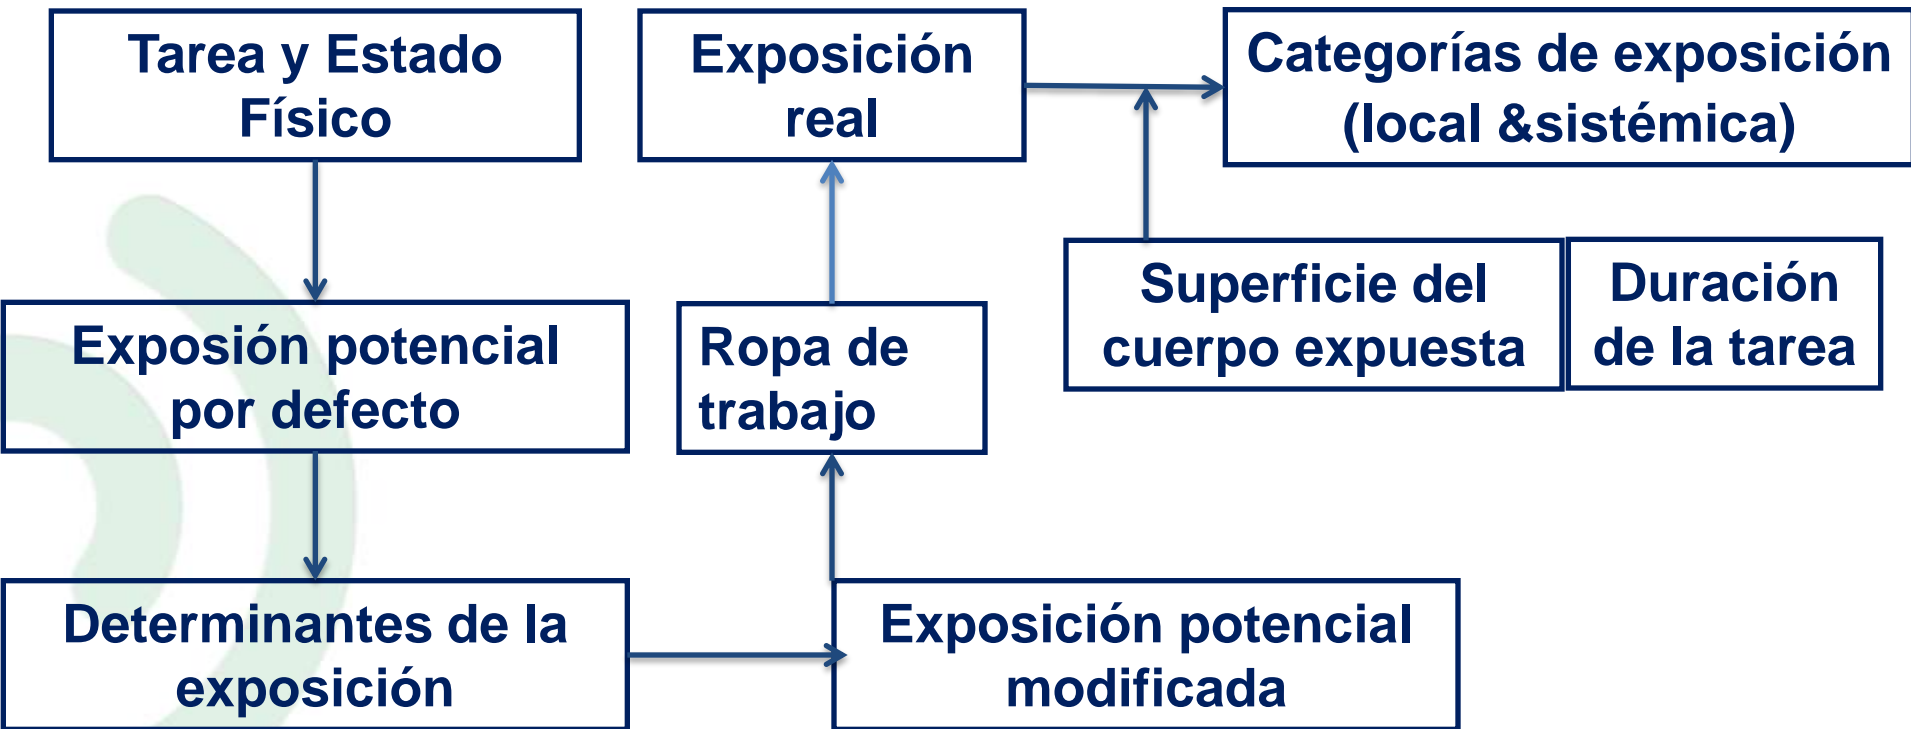 Tarea y Estado
Físico
Exposición
real
Categorías de exposición
(local &sistémica)
Exposión potencial
por defecto
Ropa de
trabajo
Superficie del
cuerpo expuesta
Duración
de la tarea
Determinantes de la
exposición
Exposición potencial
modificada